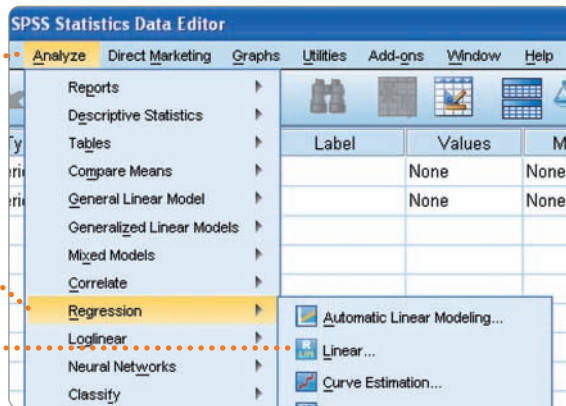 SPSS Statistics Data Editor
Analyze Direct Marketing Graphs Utilities Add-ons Window Help
Reports
Descriptive Statistics
Tables Label Values
Compare Means None None
General Linear Model None None
Generalized Linear Models
Mixed Models
Correlate
Regression Automatic Linear Modeling...
Loglinear Linear...
Neural Networks Curve Estimation...
Classify